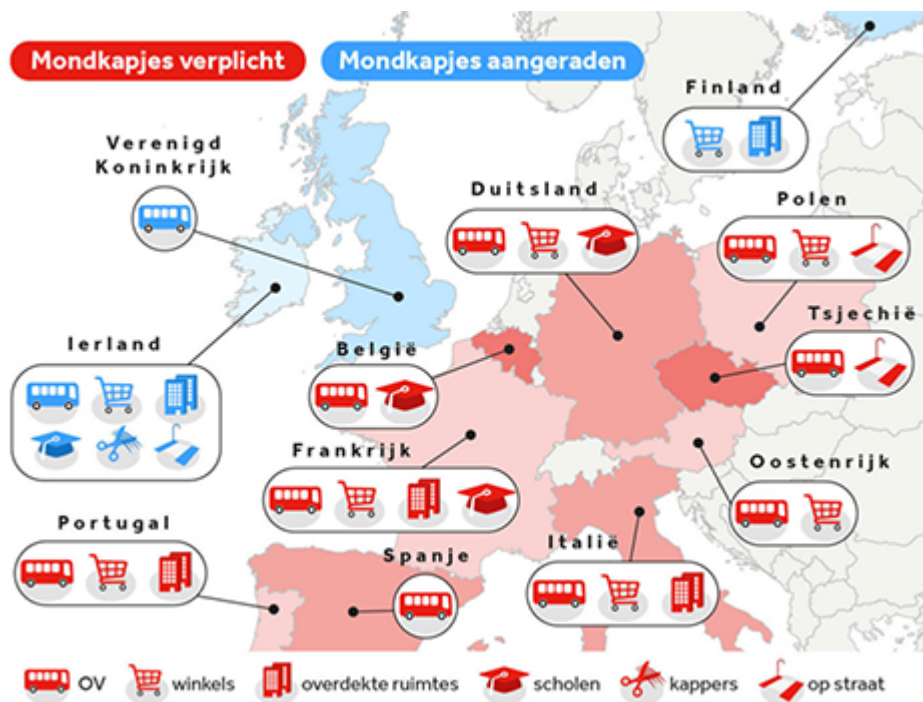 Mondkapjes verplicht
Mondkapjes aangeraden
Finland
Verenigd
Koninkrijk
Duitsland
Polen
Tsjechië
Ierland
België
Frankrijk
Oostenrijk
Portugal
Spanje
Italië
OV
winkels
overdekte ruimtes
scholen
kappers
op straat